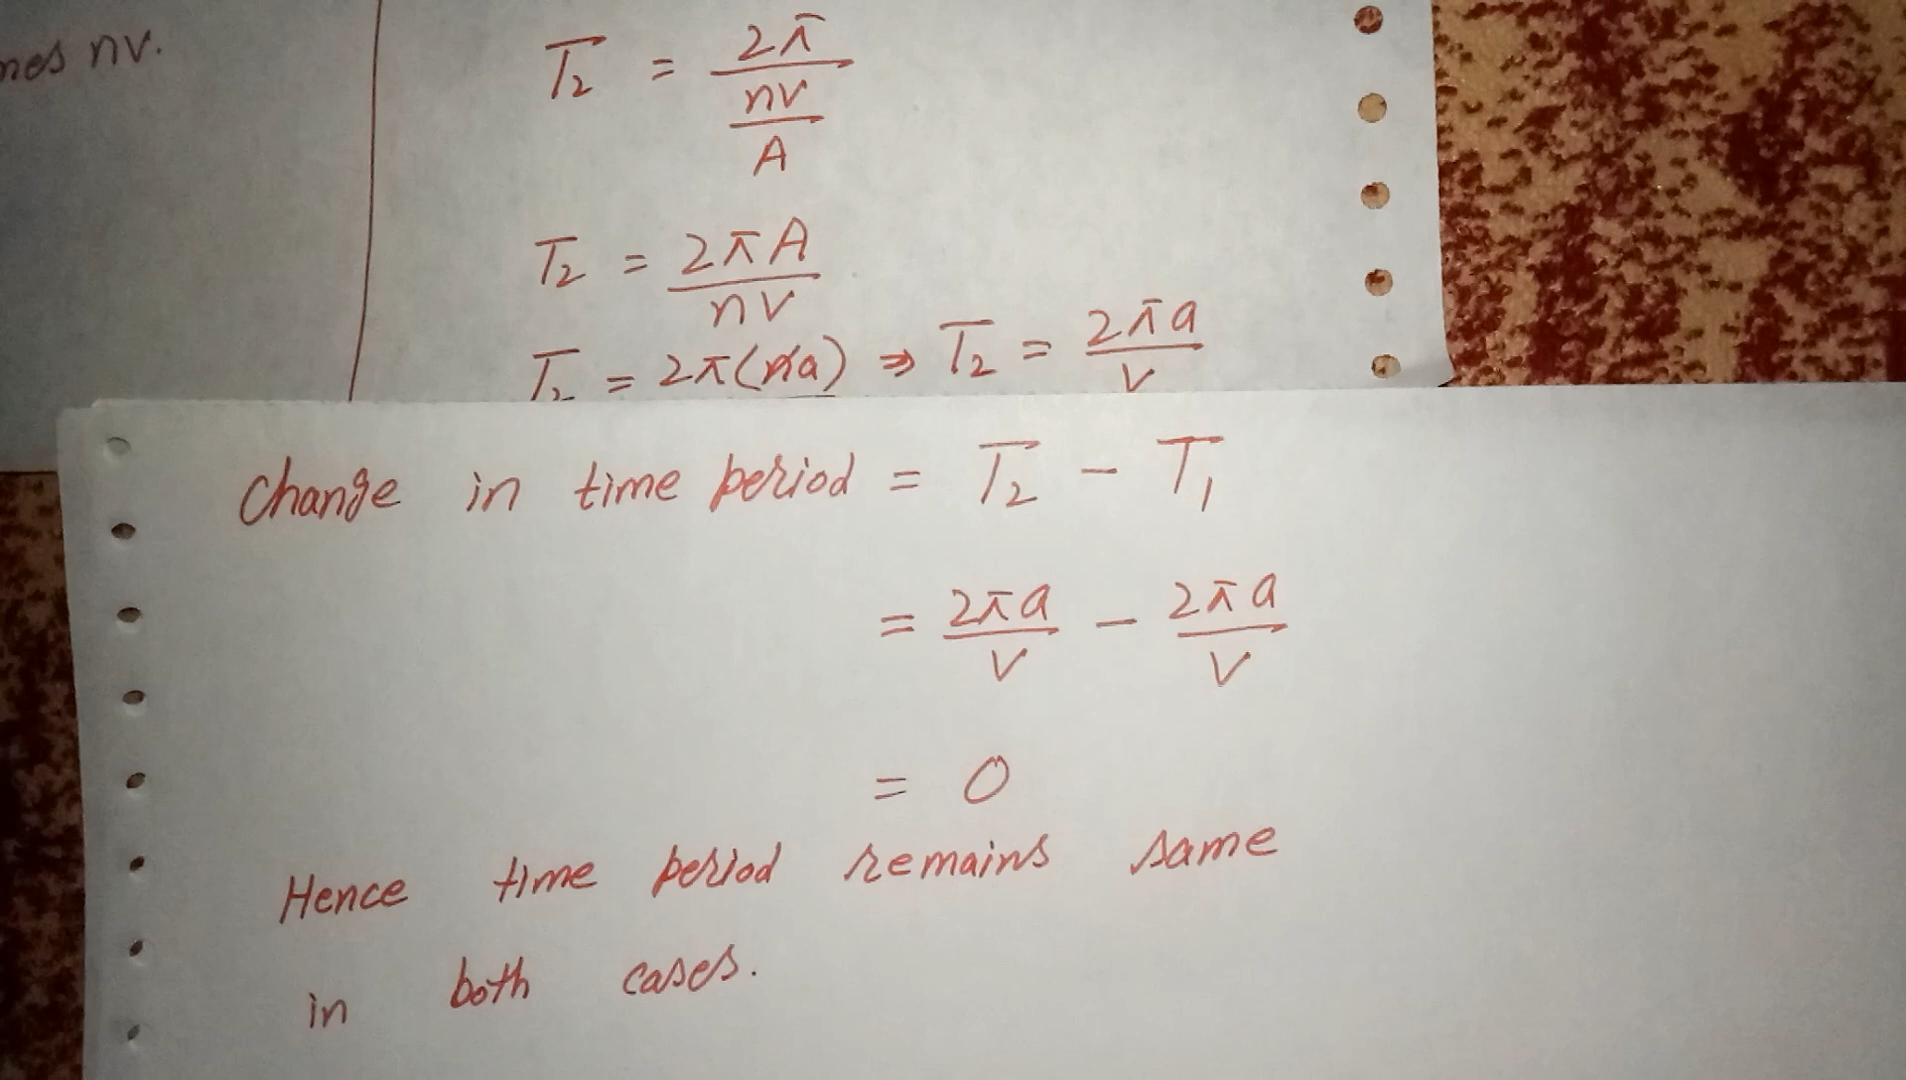 nes nv.
T₂ = 2π / (nv / A)
T₂ = 2πA / nv
T₂ = 2π(na) ⇒ T₂ = 2πa / v
Change in time period = T₂ - T₁
= 2πa / v - 2πa / v
= 0
Hence time period remains same
in both cases.